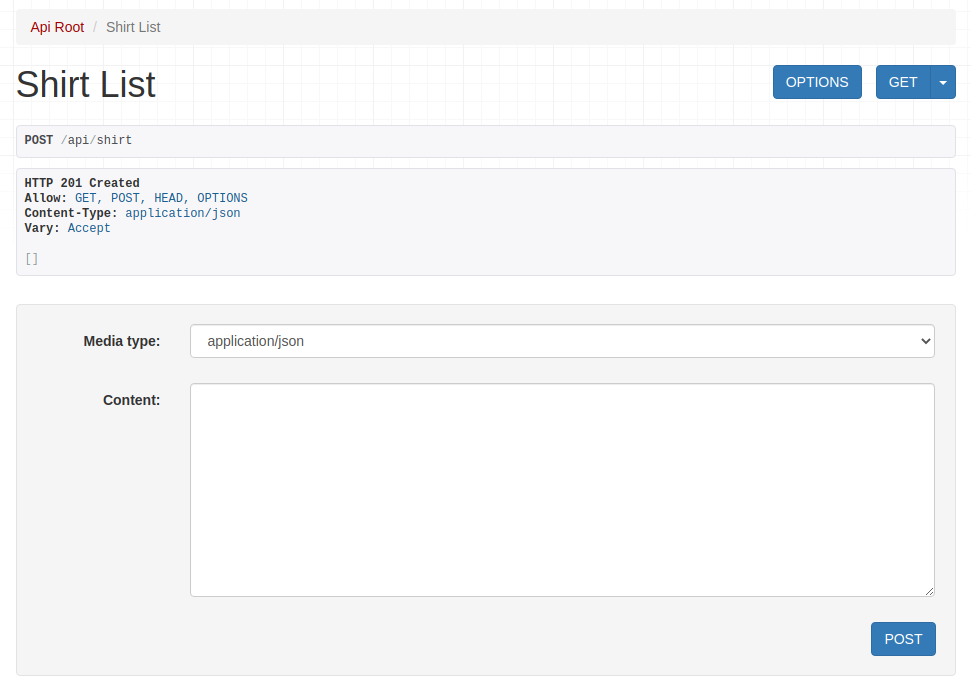 Api Root / Shirt List
Shirt List
OPTIONS
GET
POST /api/shirt
HTTP 201 Created
Allow: GET, POST, HEAD, OPTIONS
Content-Type: application/json
Vary: Accept
[]
Media type:
application/json
Content:
POST